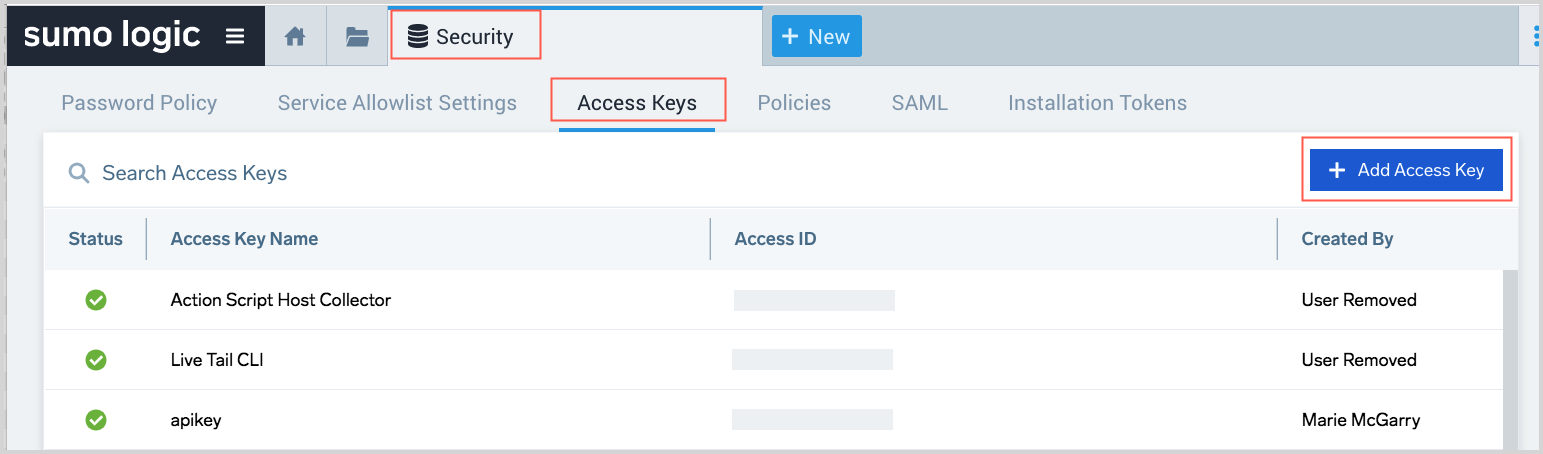 sumo logic Security + New
Password Policy Service Allowlist Settings Access Keys Policies SAML Installation Tokens
Search Access Keys + Add Access Key
Status Access Key Name Access ID Created By
Action Script Host Collector User Removed
Live Tail CLI User Removed
apikey Marie McGarry